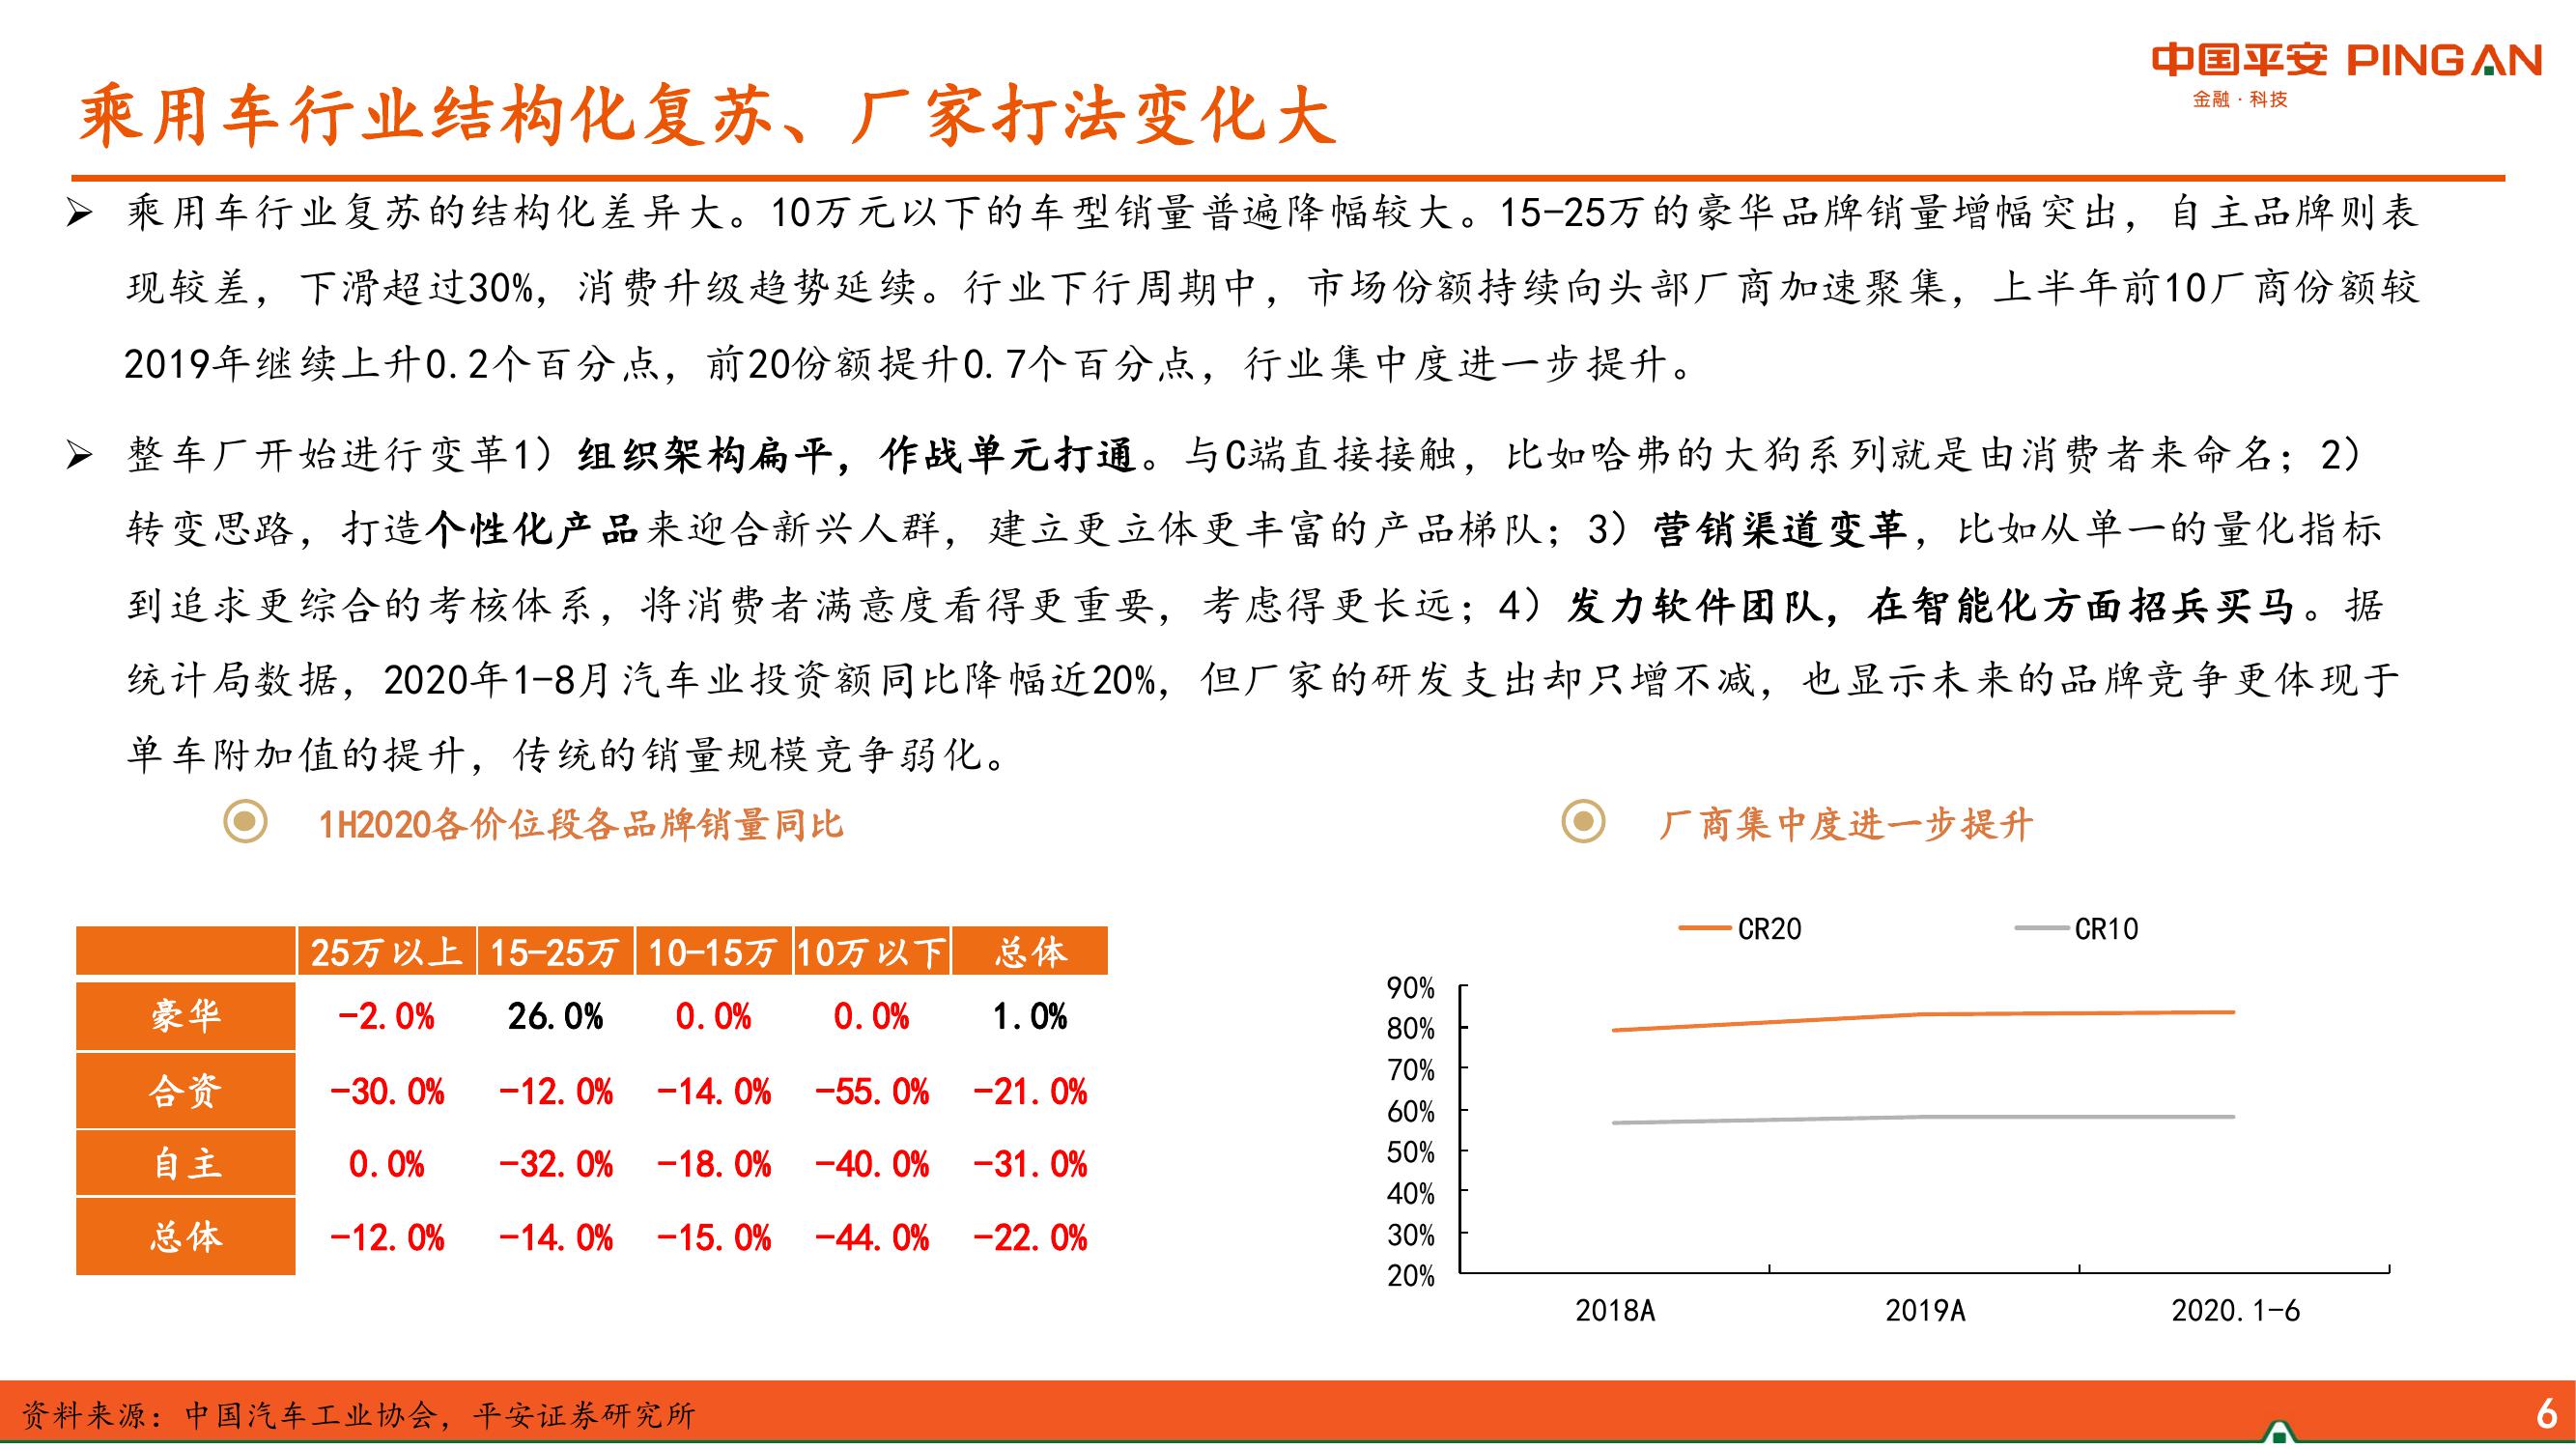 中国平安 PINGAN
金融·科技
乘用车行业结构化复苏、厂家打法变化大
➢ 乘用车行业复苏的结构化差异大。10万元以下的车型销量普遍降幅较大。15-25万的豪华品牌销量增幅突出，自主品牌则表
现较差，下滑超过30%，消费升级趋势延续。行业下行周期中，市场份额持续向头部厂商加速聚集，上半年前10厂商份额较
2019年继续上升0.2个百分点，前20份额提升0.7个百分点，行业集中度进一步提升。
➢ 整车厂开始进行变革1）组织架构扁平，作战单元打通。与C端直接接触，比如哈弗的大狗系列就是由消费者来命名；2）
转变思路，打造个性化产品来迎合新兴人群，建立更立体更丰富的产品梯队；3）营销渠道变革，比如从单一的量化指标
到追求更综合的考核体系，将消费者满意度看得更重要，考虑得更长远；4）发力软件团队，在智能化方面招兵买马。据
统计局数据，2020年1-8月汽车业投资额同比降幅近20%，但厂家的研发支出却只增不减，也显示未来的品牌竞争更体现于
单车附加值的提升，传统的销量规模竞争弱化。
1H2020各价位段各品牌销量同比
25万以上 15-25万 10-15万 10万以下 总体
豪华 -2.0% 26.0% 0.0% 0.0% 1.0%
合资 -30.0% -12.0% -14.0% -55.0% -21.0%
自主 0.0% -32.0% -18.0% -40.0% -31.0%
总体 -12.0% -14.0% -15.0% -44.0% -22.0%
厂商集中度进一步提升
CR20 CR10
90%
80%
70%
60%
50%
40%
30%
20%
2018A 2019A 2020.1-6
资料来源：中国汽车工业协会，平安证券研究所
6